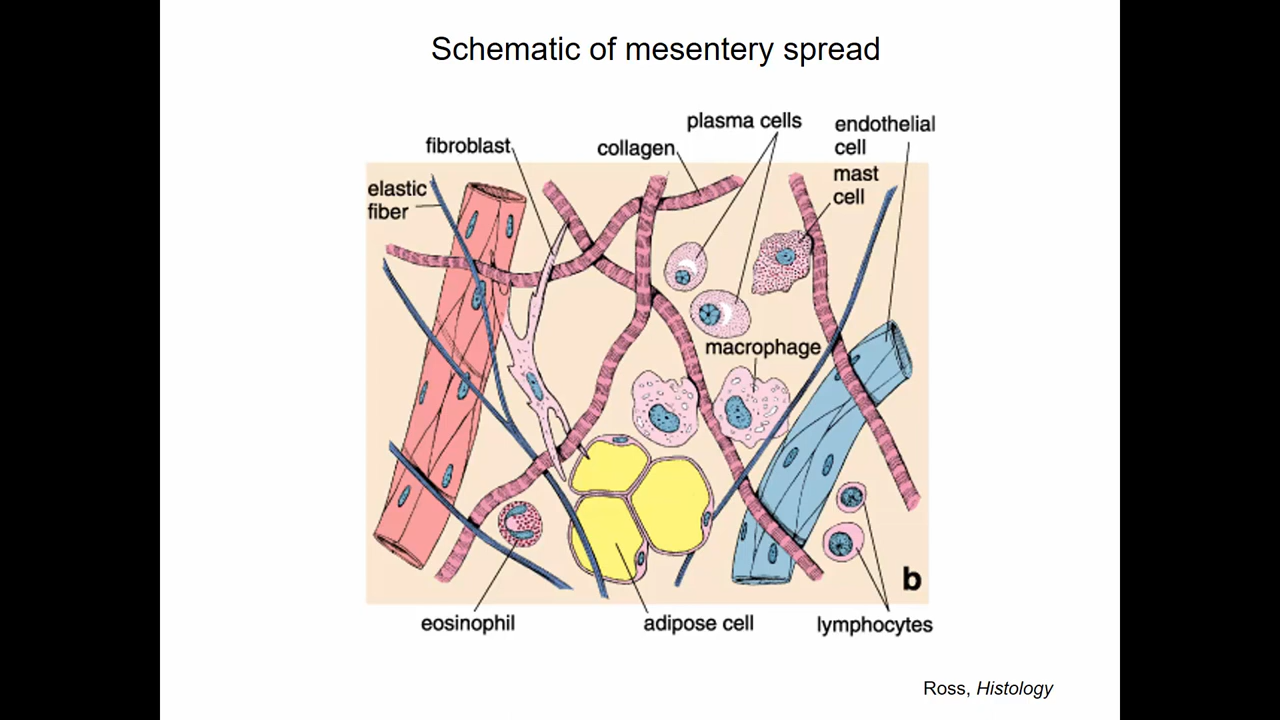 Schematic of mesentery spread
plasma cells
endothelial
cell
fibroblast
collagen
mast
cell
elastic
fiber
macrophage
b
eosinophil
adipose cell
lymphocytes
Ross, Histology